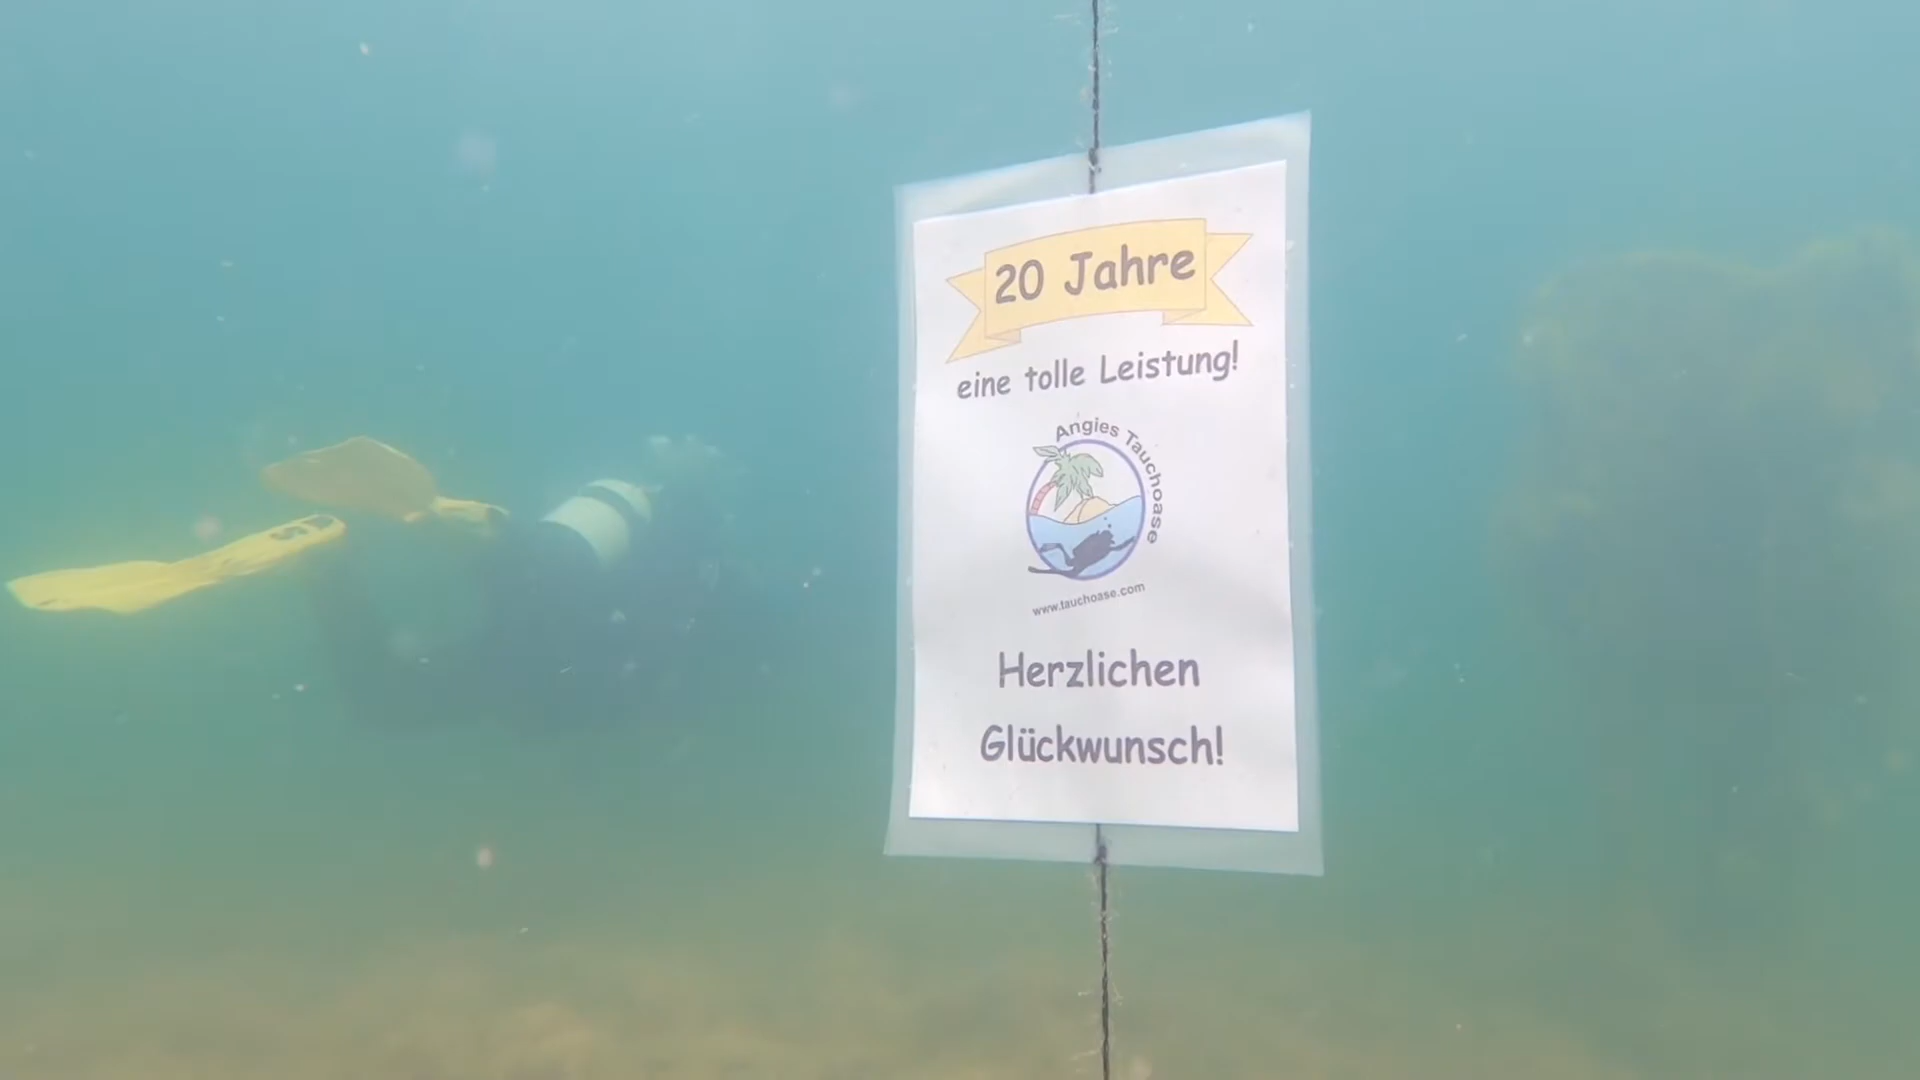 20 Jahre
eine tolle Leistung!
Angies Tauchoase
www.tauchoase.com
Herzlichen
Glückwunsch!